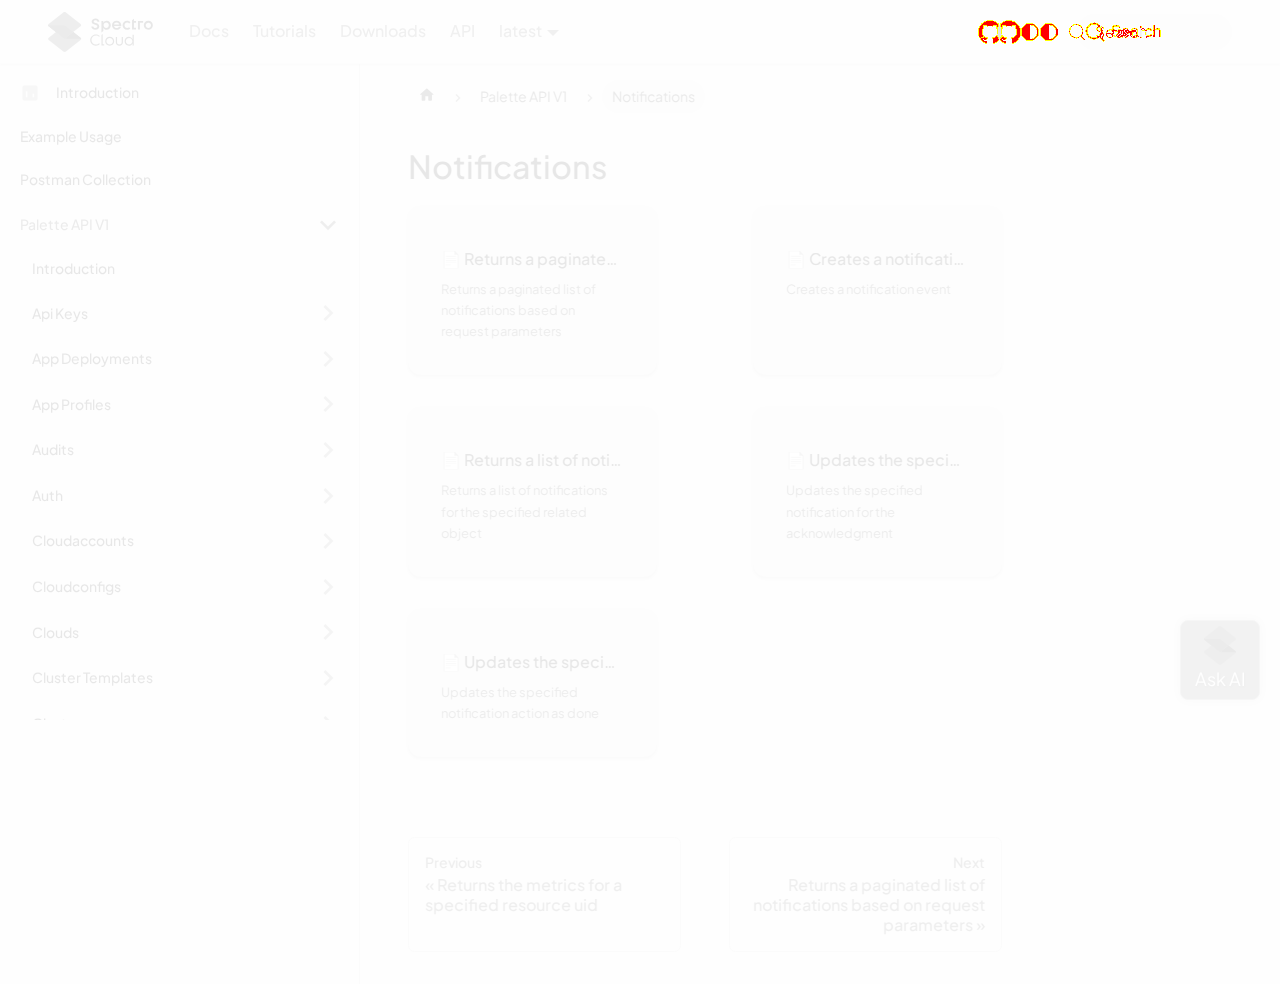 Spectro
Cloud
Docs
Tutorials
Downloads
API
latest
Search
Introduction
Example Usage
Postman Collection
Palette API V1
Introduction
Api Keys
App Deployments
App Profiles
Audits
Auth
Cloudaccounts
Cloudconfigs
Clouds
Cluster Templates
Palette API V1
Notifications
Notifications
Returns a paginate...
Returns a paginated list of
notifications based on
request parameters
Creates a notificati...
Creates a notification event
Returns a list of noti...
Returns a list of notifications
for the specified related
object
Updates the speci...
Updates the specified
notification for the
acknowledgment
Updates the speci...
Updates the specified
notification action as done
Ask AI
Previous
« Returns the metrics for a
specified resource uid
Next
Returns a paginated list of
notifications based on request
parameters »